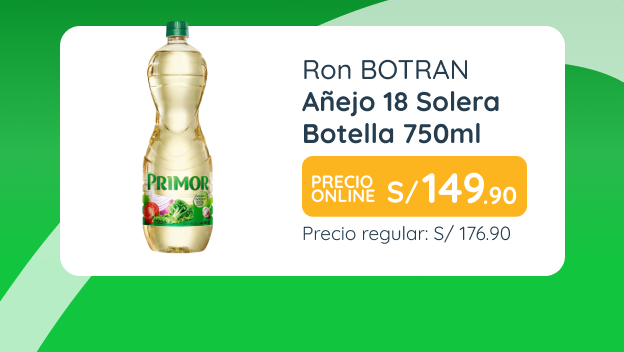 PRIMOR
Ron BOTRAN
Añejo 18 Solera
Botella 750ml
PRECIO
ONLINE
S/149.90
Precio regular: S/ 176.90